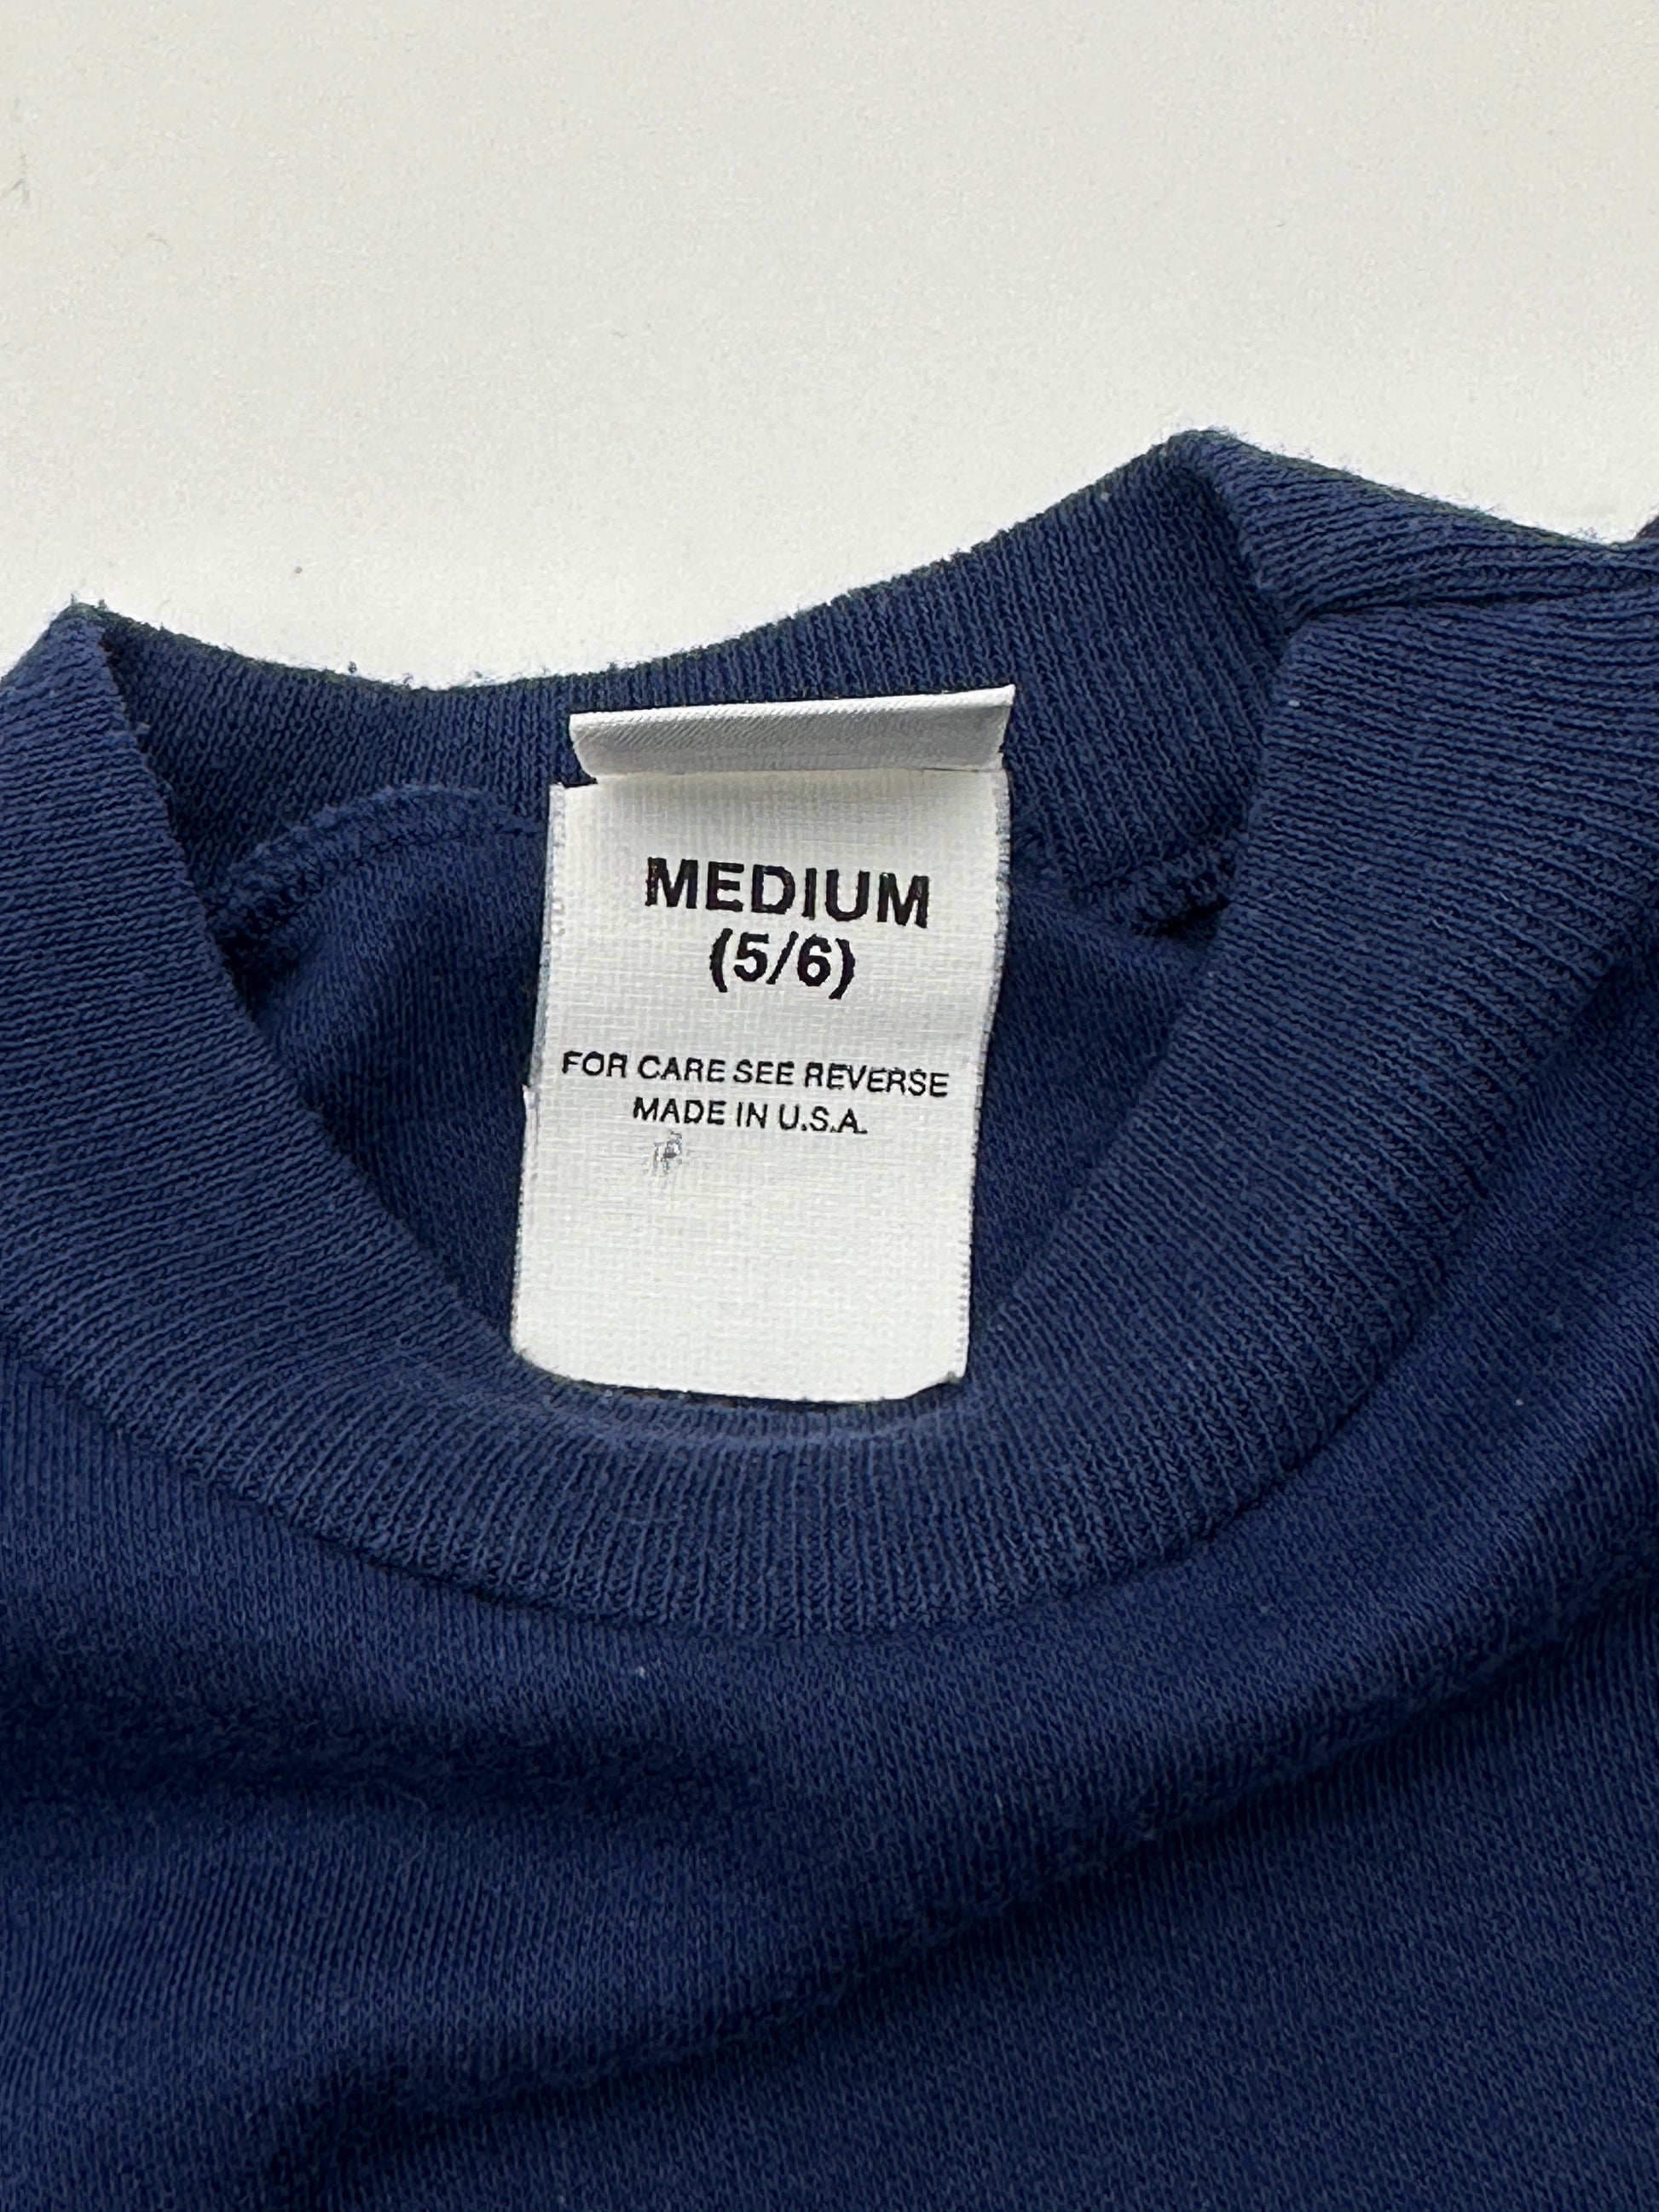 MEDIUM
(5/6)
FOR CARE SEE REVERSE
MADE IN U.S.A.